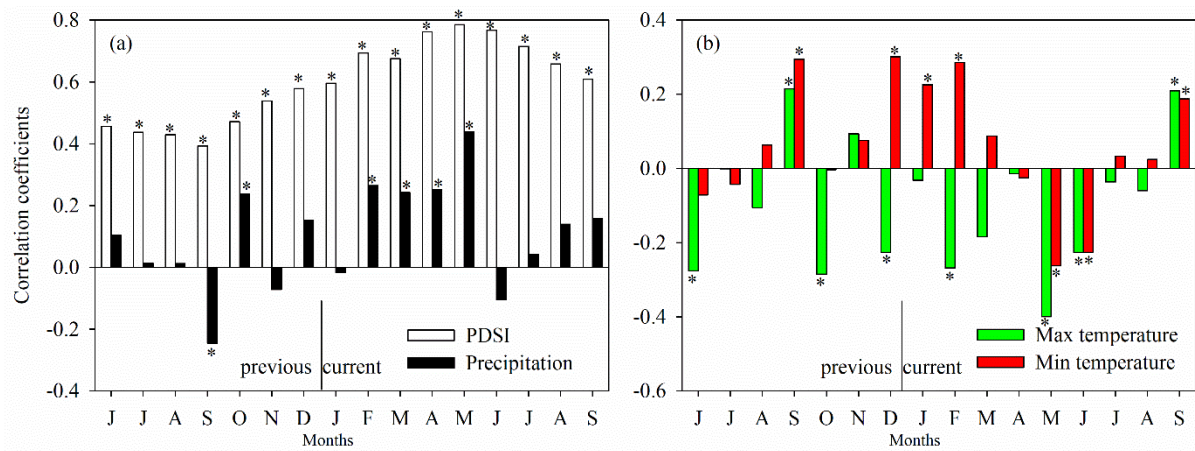 (a)
Correlation coefficients
0.8
0.6
0.4
0.2
0.0
-0.2
-0.4
* * * * * * * * * * * * * * * *
* * * * * *
PDSI
Precipitation
previous current
J J A S O N D J F M A M J J A S
Months
(b)
0.4
0.2
0.0
-0.2
-0.4
-0.6
* * * * * * * *
* * * * * * * *
Max temperature
Min temperature
previous current
J J A S O N D J F M A M J J A S
Months